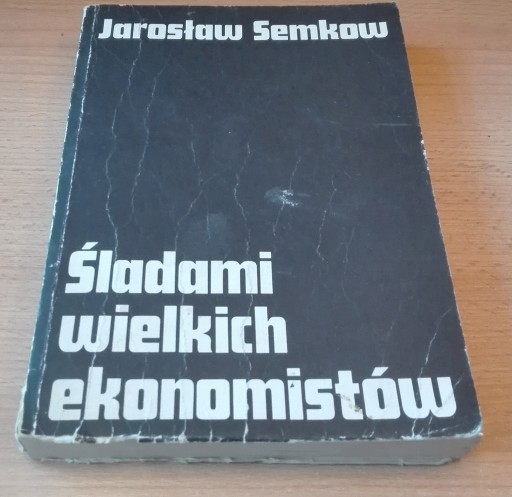 Jarosław Semkow
Śladami
wielkich
ekonomistów